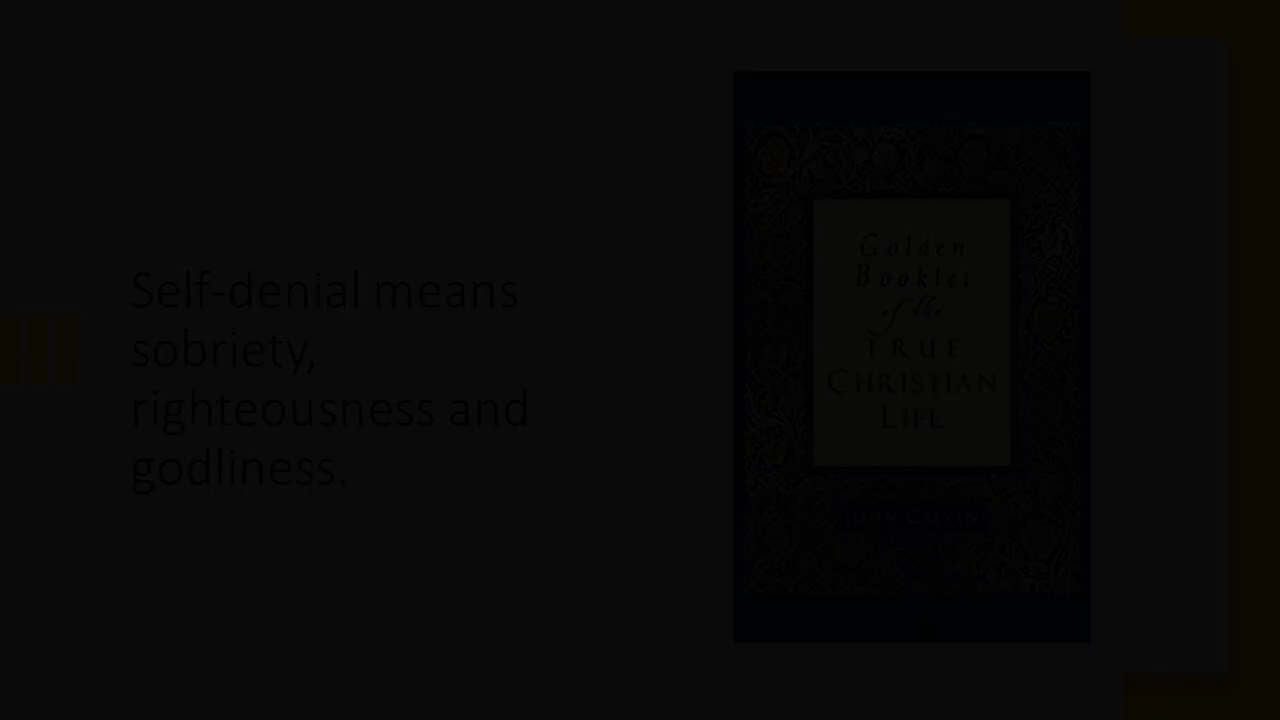 Self-denial means
sobriety,
righteousness and
godliness.
Golden
Booklet
of the
TRUE
CHRISTIAN
LIFE
JOHN CALVIN